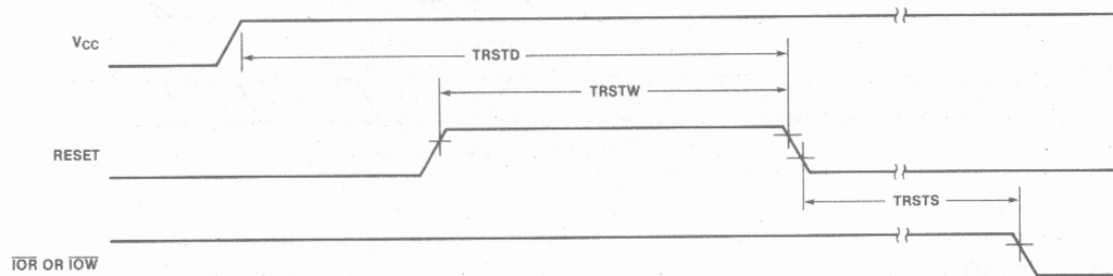 VCC
TRSTD
TRSTW
RESET
TRSTS
IOR OR IOW